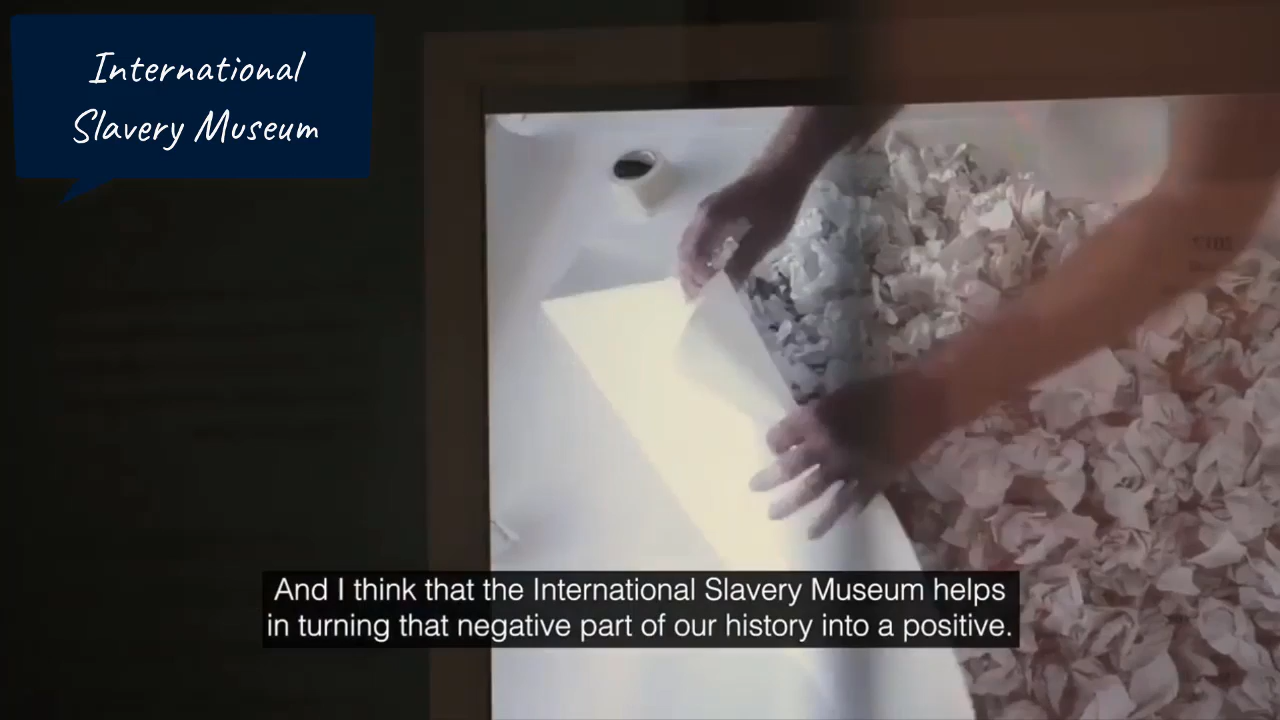 International
Slavery Museum
And I think that the International Slavery Museum helps
in turning that negative part of our history into a positive.